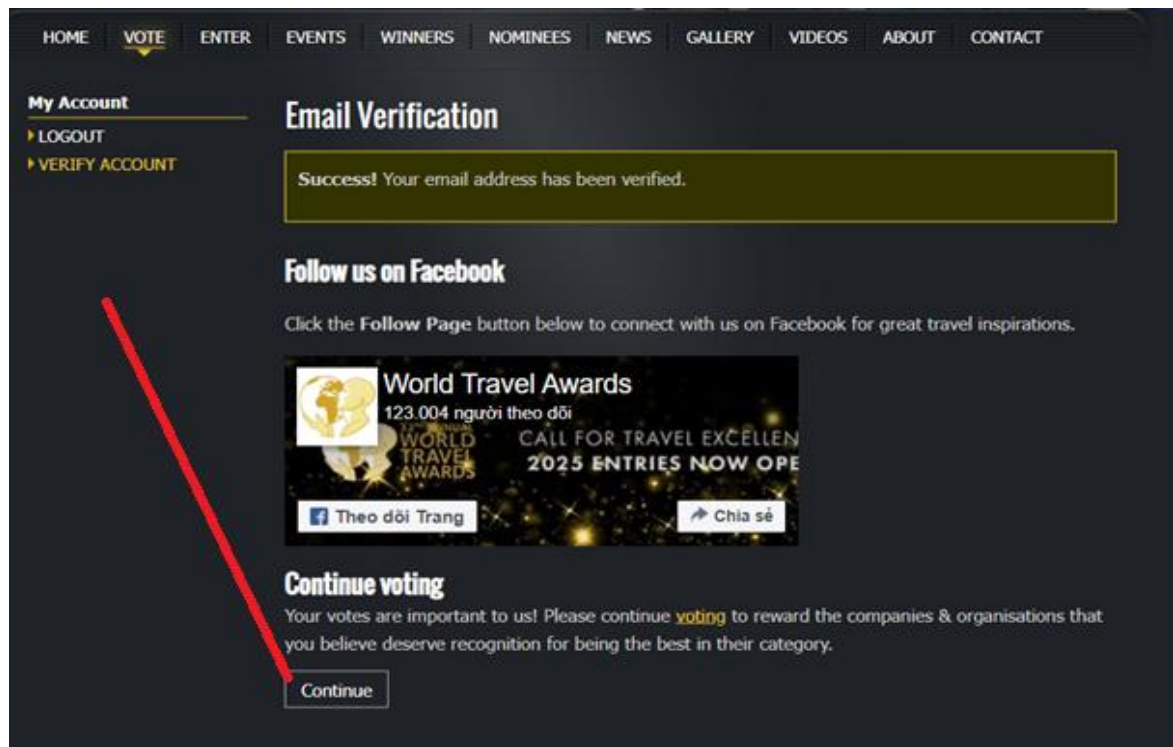 HOME VOTE ENTER EVENTS WINNERS NOMINEES NEWS GALLERY VIDEOS ABOUT CONTACT
My Account
LOGOUT
VERIFY ACCOUNT
Email Verification
Success! Your email address has been verified.
Follow us on Facebook
Click the Follow Page button below to connect with us on Facebook for great travel inspirations.
World Travel Awards
123.004 người theo dõi
WORLD
TRAVEL
AWARDS
CALL FOR TRAVEL EXCELLEN
2025 ENTRIES NOW OPE
Theo dõi Trang
Chia sẻ
Continue voting
Your votes are important to us! Please continue voting to reward the companies & organisations that
you believe deserve recognition for being the best in their category.
Continue